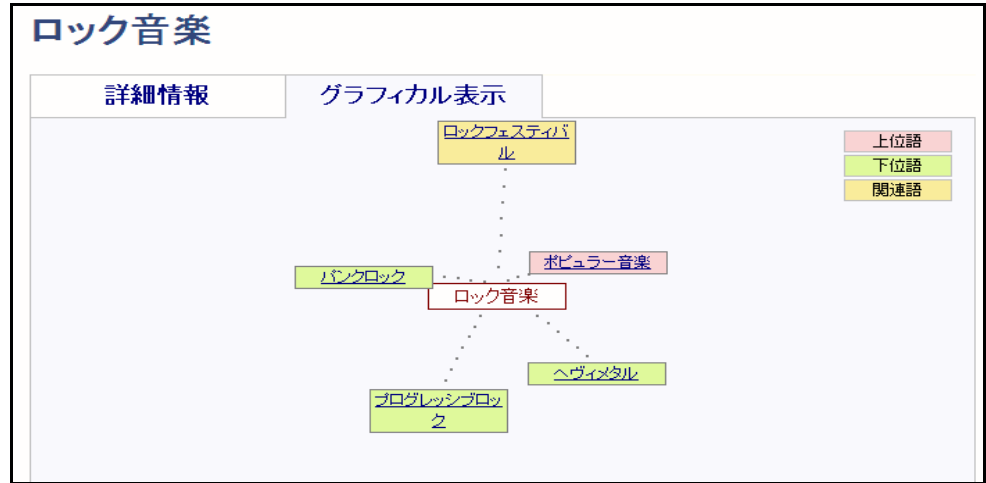 ロック音楽
詳細情報
グラフィカル表示
ロックフェスティバ
ル
上位語
下位語
関連語
ポピュラー音楽
パンクロック
ロック音楽
ヘヴィメタル
プログレッシブロッ
ク